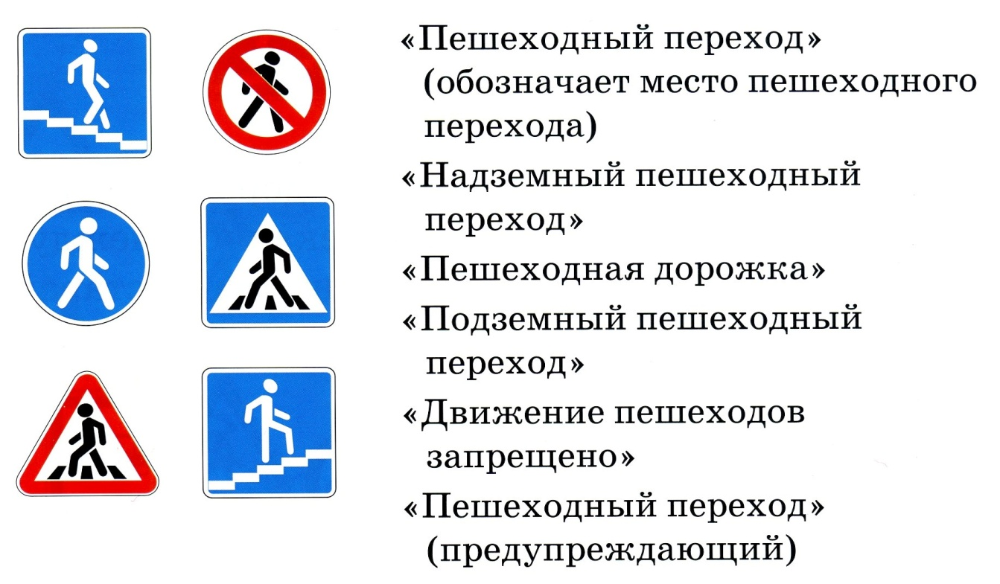 «Пешеходный переход»
(обозначает место пешеходного
перехода)
«Надземный пешеходный
переход»
«Пешеходная дорожка»
«Подземный пешеходный
переход»
«Движение пешеходов
запрещено»
«Пешеходный переход»
(предупреждающий)